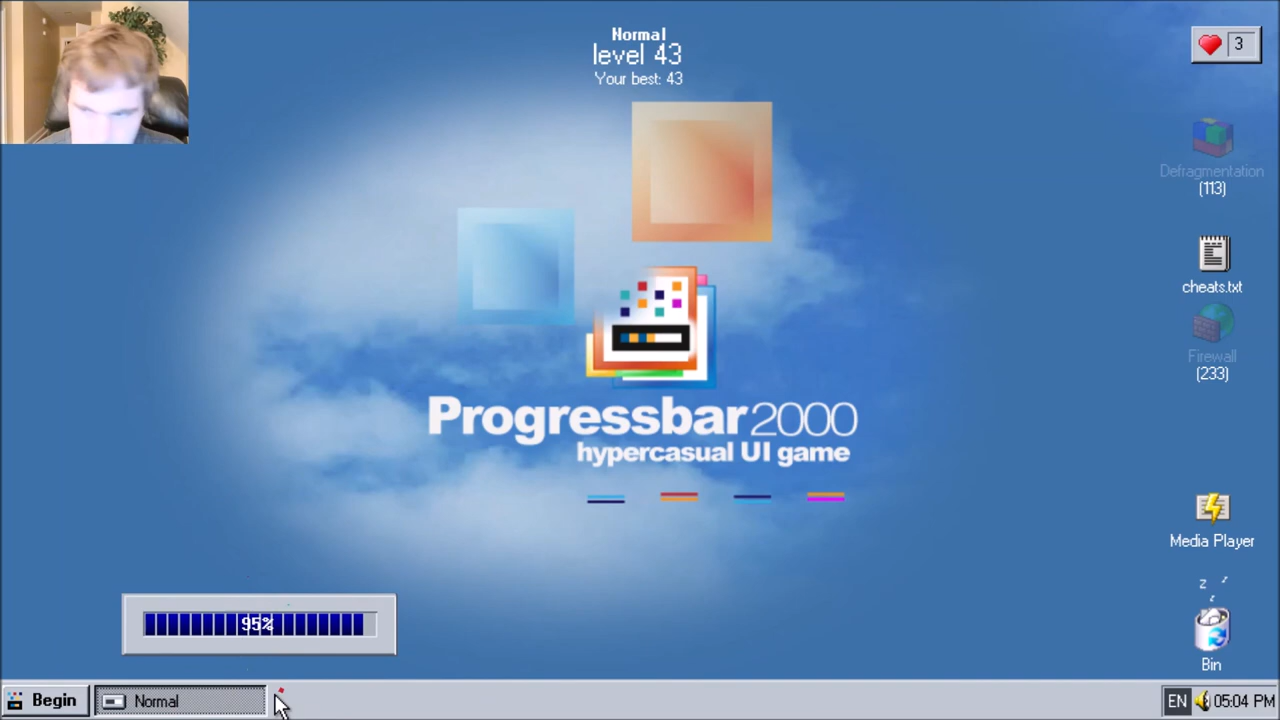 Normal
level 43
Your best: 43
3
Defragmentation
(113)
cheats.txt
Firewall
(233)
Progressbar2000
hypercasual UI game
Media Player
z
z
z
Bin
95%
Begin
Normal
EN
05:04 PM